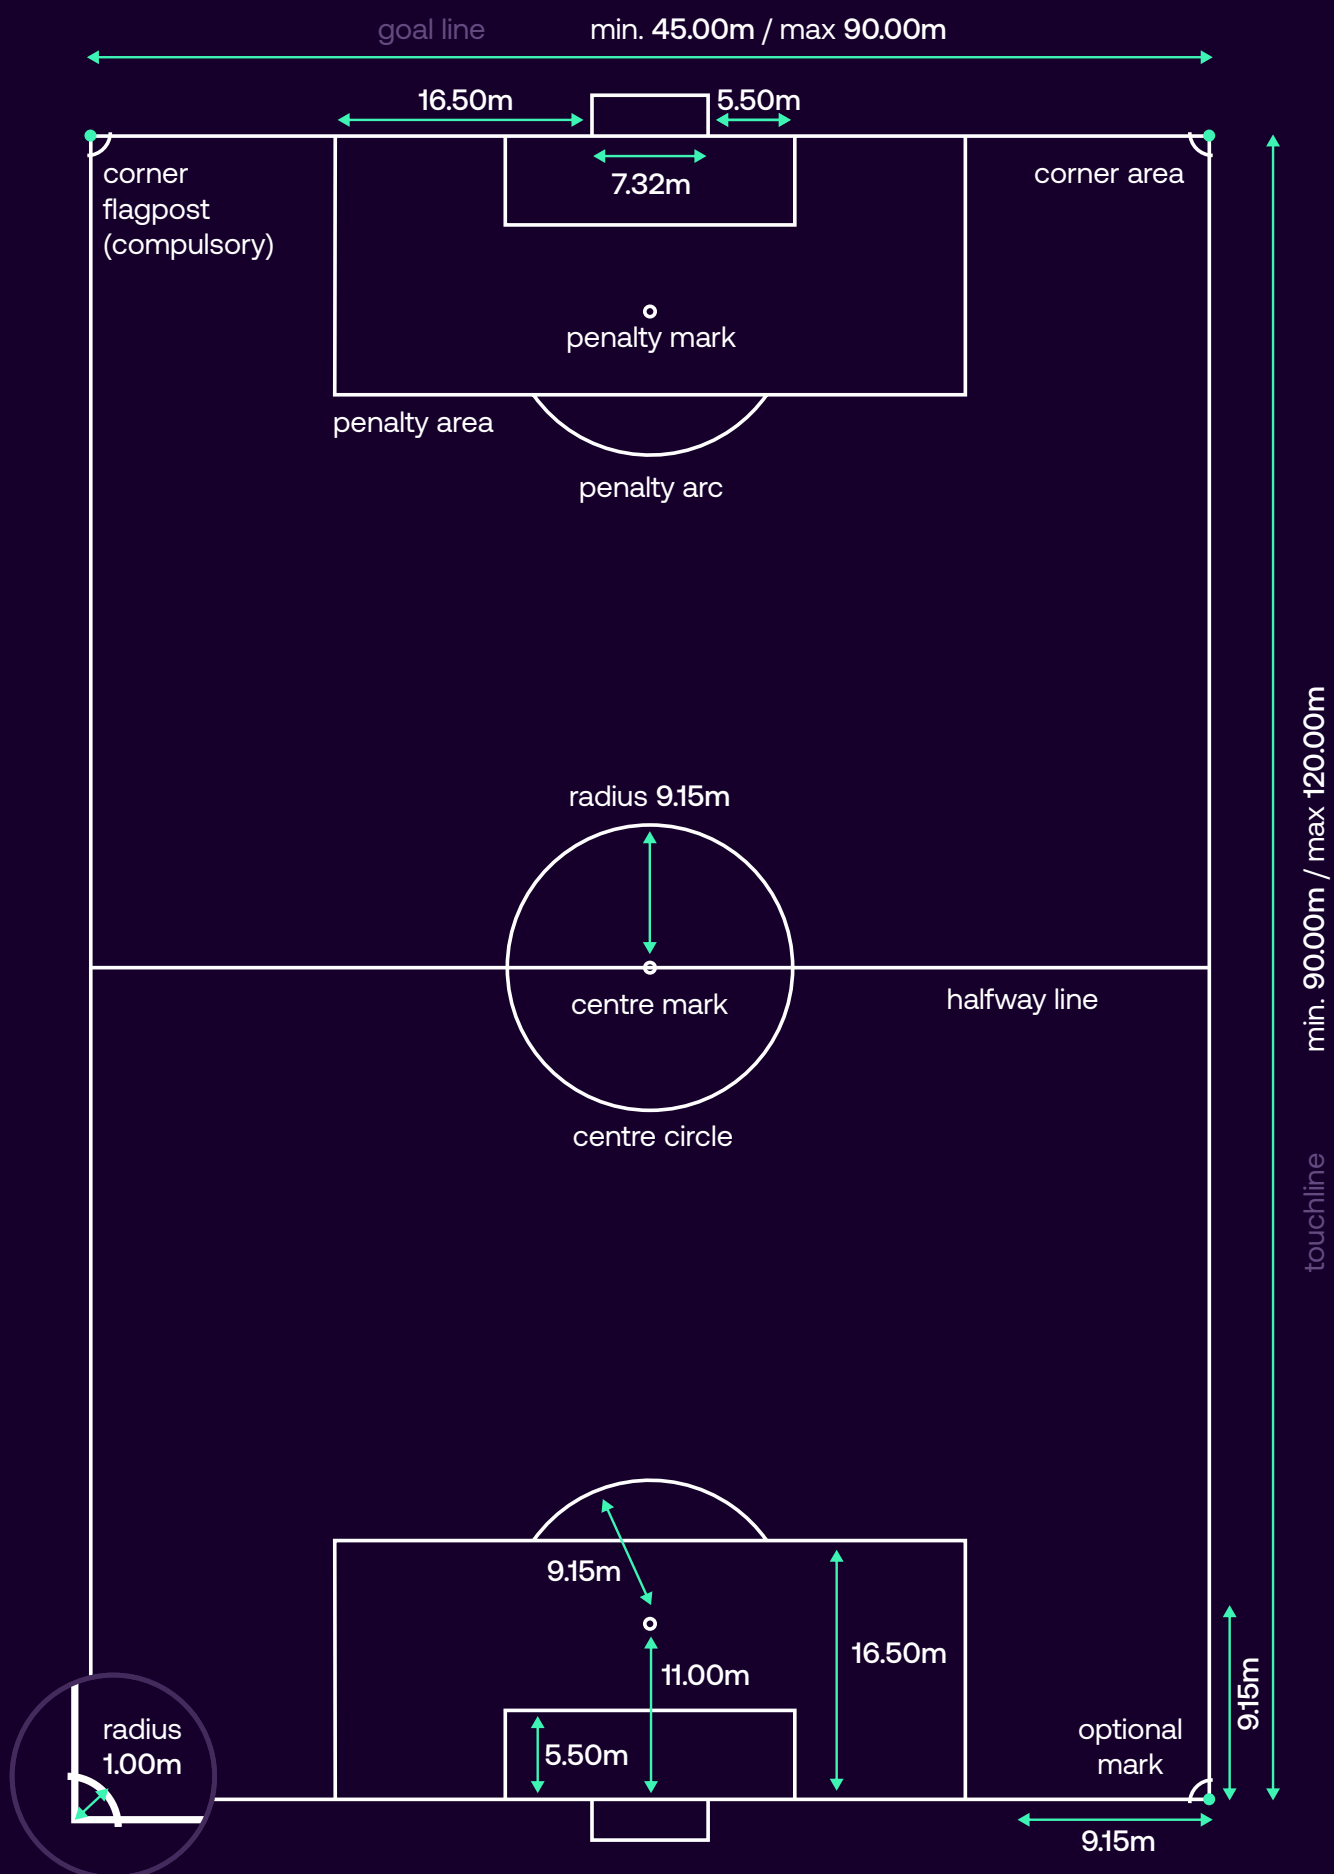 goal line
min. 45.00m / max 90.00m
16.50m
5.50m
7.32m
corner
flagpost
(compulsory)
corner area
penalty mark
penalty area
penalty arc
radius 9.15m
centre mark
halfway line
centre circle
min. 90.00m / max 120.00m
touchline
9.15m
16.50m
11.00m
5.50m
radius
1.00m
optional
mark
9.15m
9.15m